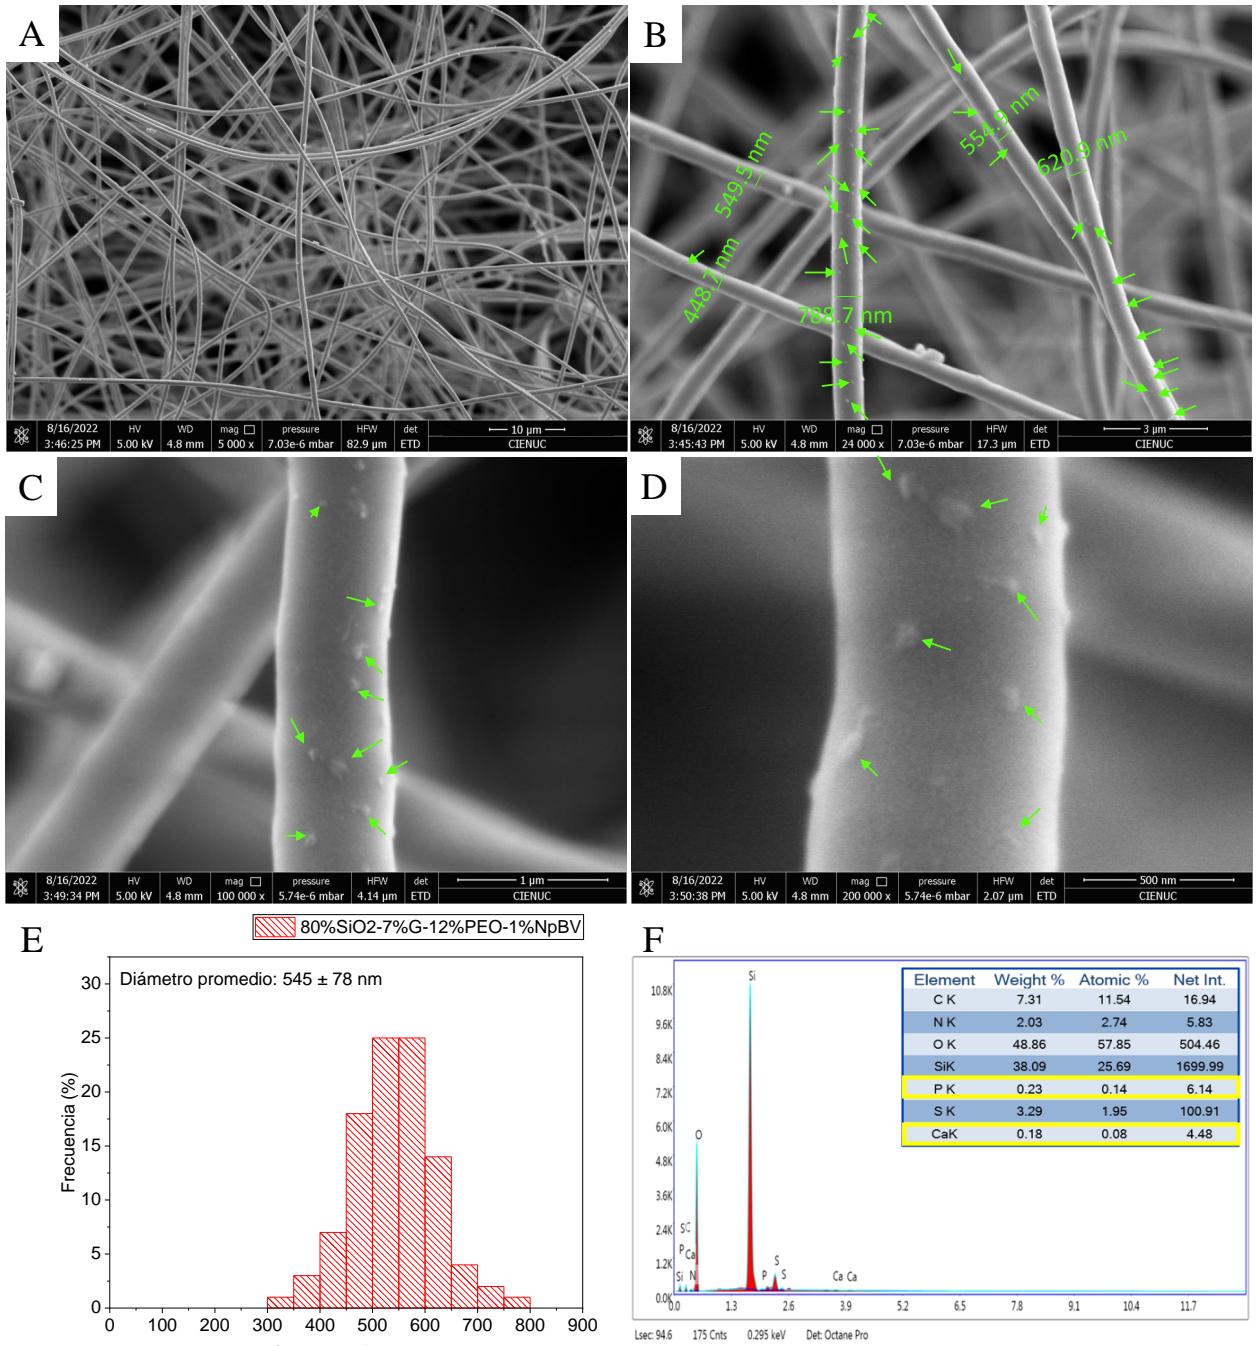 A
8/16/2022 HV WD mag pressure HFW det 10 µm
3:46:25 PM 5.00 kV 4.8 mm 5 000 x 7.03e-6 mbar 82.9 µm ETD CIENUC
B
549.5 nm
554.9 nm
620.9 nm
448.7 nm
788.7 nm
8/16/2022 HV WD mag pressure HFW det 3 µm
3:45:43 PM 5.00 kV 4.8 mm 24 000 x 7.03e-6 mbar 17.3 µm ETD CIENUC
C
8/16/2022 HV WD mag pressure HFW det 1 µm
3:49:34 PM 5.00 kV 4.8 mm 100 000 x 5.74e-6 mbar 4.14 µm ETD CIENUC
D
8/16/2022 HV WD mag pressure HFW det 500 nm
3:50:38 PM 5.00 kV 4.8 mm 200 000 x 5.74e-6 mbar 2.07 µm ETD CIENUC
E
80%SiO2-7%G-12%PEO-1%NpBV
Diámetro promedio: 545 ± 78 nm
Frecuencia (%)
30
25
20
15
10
5
0
0 100 200 300 400 500 600 700 800 900
F
Element Weight % Atomic % Net Int.
C K 7.31 11.54 16.94
N K 2.03 2.74 5.83
O K 48.86 57.85 504.46
SiK 38.09 25.69 1699.99
P K 0.23 0.14 6.14
S K 3.29 1.95 100.91
CaK 0.18 0.08 4.48
10.8K
9.6K
8.4K
7.2K
6.0K
4.8K
3.6K
2.4K
1.2K
0.0K
Si
O
S C
P Ca
Si N
P S S Ca Ca
0.0 1.3 2.6 3.9 5.2 6.5 7.8 9.1 10.4 11.7
Lsec: 94.6 175 Cnts 0.295 keV Det: Octane Pro